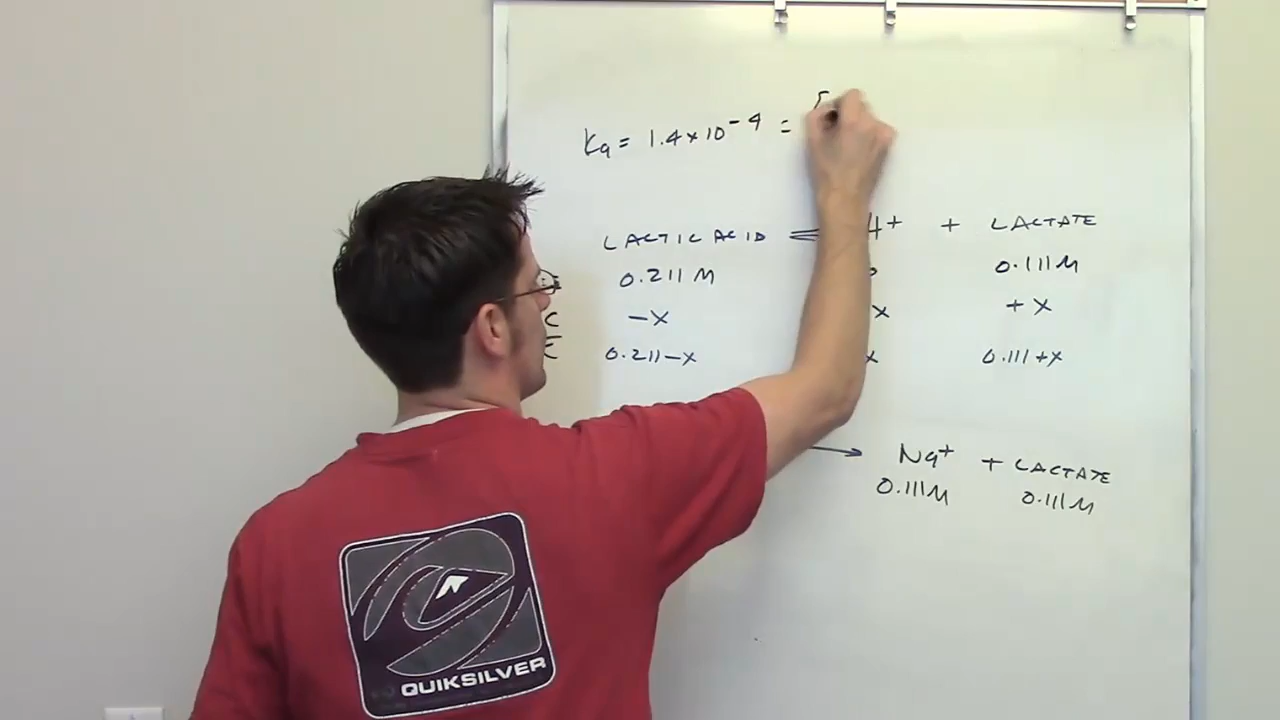 Ka = 1.4 x 10⁻⁴ = [
LACTIC ACID ⇌ H⁺ + LACTATE
0.211 M 0.111 M
C -X X +X
E 0.211-X X 0.111+X
→ Na⁺ + LACTATE
0.111M 0.111M
QUIKSILVER